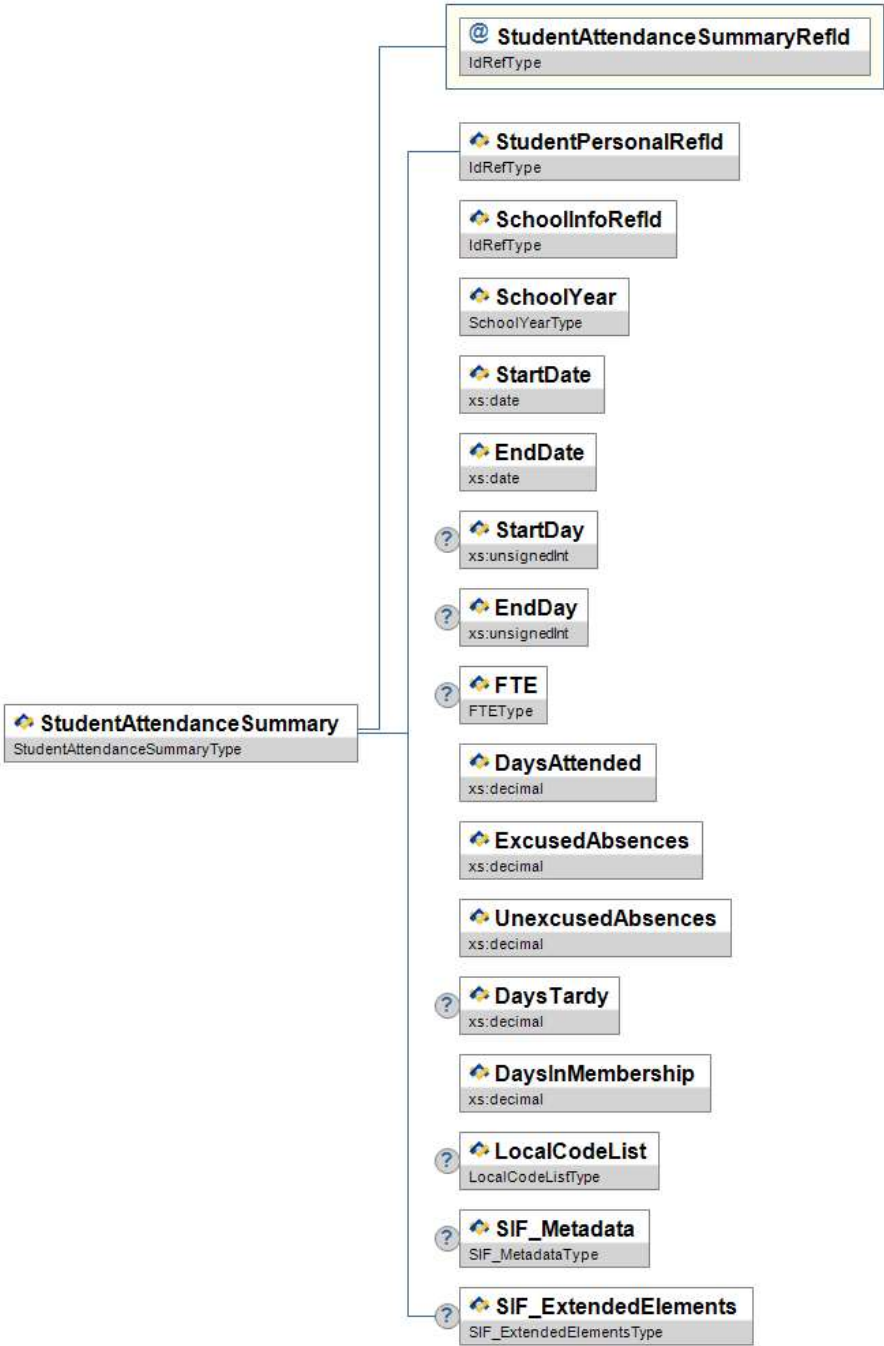 @ StudentAttendanceSummaryRefId
IdRefType
StudentPersonalRefId
IdRefType
SchoolInfoRefId
IdRefType
SchoolYear
SchoolYearType
StartDate
xs:date
EndDate
xs:date
? StartDay
xs:unsignedInt
? EndDay
xs:unsignedInt
? FTE
FTEType
StudentAttendanceSummary
StudentAttendanceSummaryType
DaysAttended
xs:decimal
ExcusedAbsences
xs:decimal
UnexcusedAbsences
xs:decimal
? DaysTardy
xs:decimal
DaysInMembership
xs:decimal
? LocalCodeList
LocalCodeListType
? SIF_Metadata
SIF_MetadataType
? SIF_ExtendedElements
SIF_ExtendedElementsType